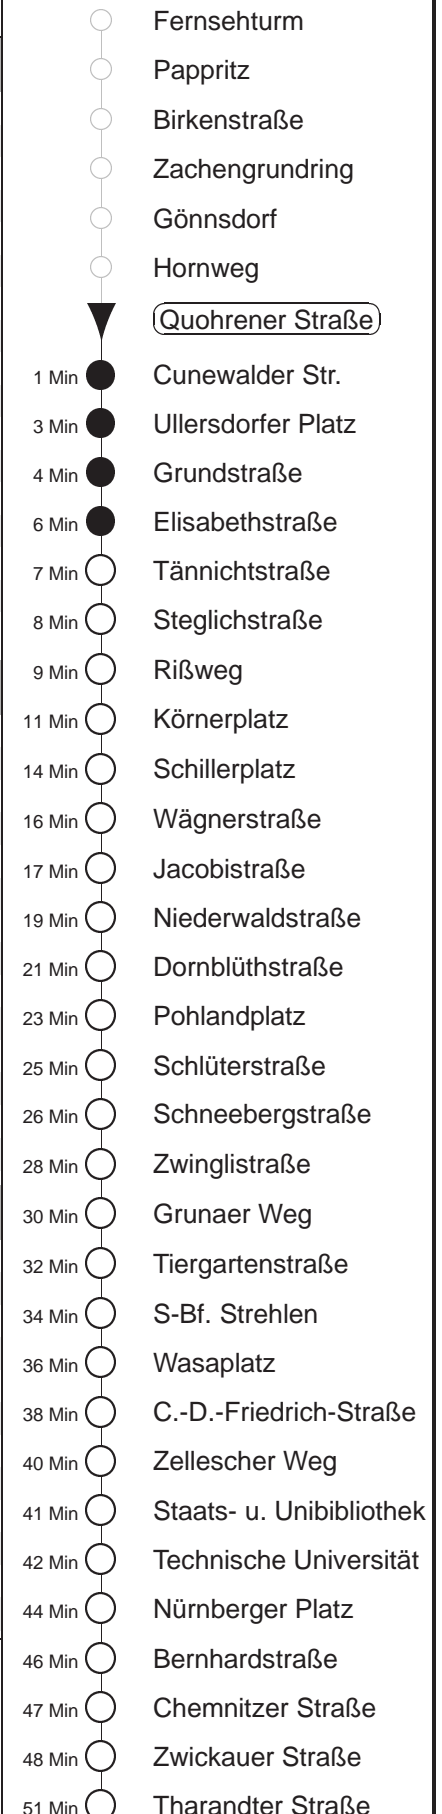 Fernsehturm
Pappritz
Birkenstraße
Zachengrundring
Gönnsdorf
Hornweg
Quohrener Straße
1 Min Cunewalder Str.
3 Min Ullersdorfer Platz
4 Min Grundstraße
6 Min Elisabethstraße
7 Min Tännichtstraße
8 Min Steglichstraße
9 Min Rißweg
11 Min Körnerplatz
14 Min Schillerplatz
16 Min Wägnerstraße
17 Min Jacobistraße
19 Min Niederwaldstraße
21 Min Dornblüthstraße
23 Min Pohlandplatz
25 Min Schlüterstraße
26 Min Schneebergstraße
28 Min Zwinglistraße
30 Min Grunaer Weg
32 Min Tiergartenstraße
34 Min S-Bf. Strehlen
36 Min Wasaplatz
38 Min C.-D.-Friedrich-Straße
40 Min Zellescher Weg
41 Min Staats- u. Unibibliothek
42 Min Technische Universität
44 Min Nürnberger Platz
46 Min Bernhardstraße
47 Min Chemnitzer Straße
48 Min Zwickauer Straße
51 Min Tharandter Straße